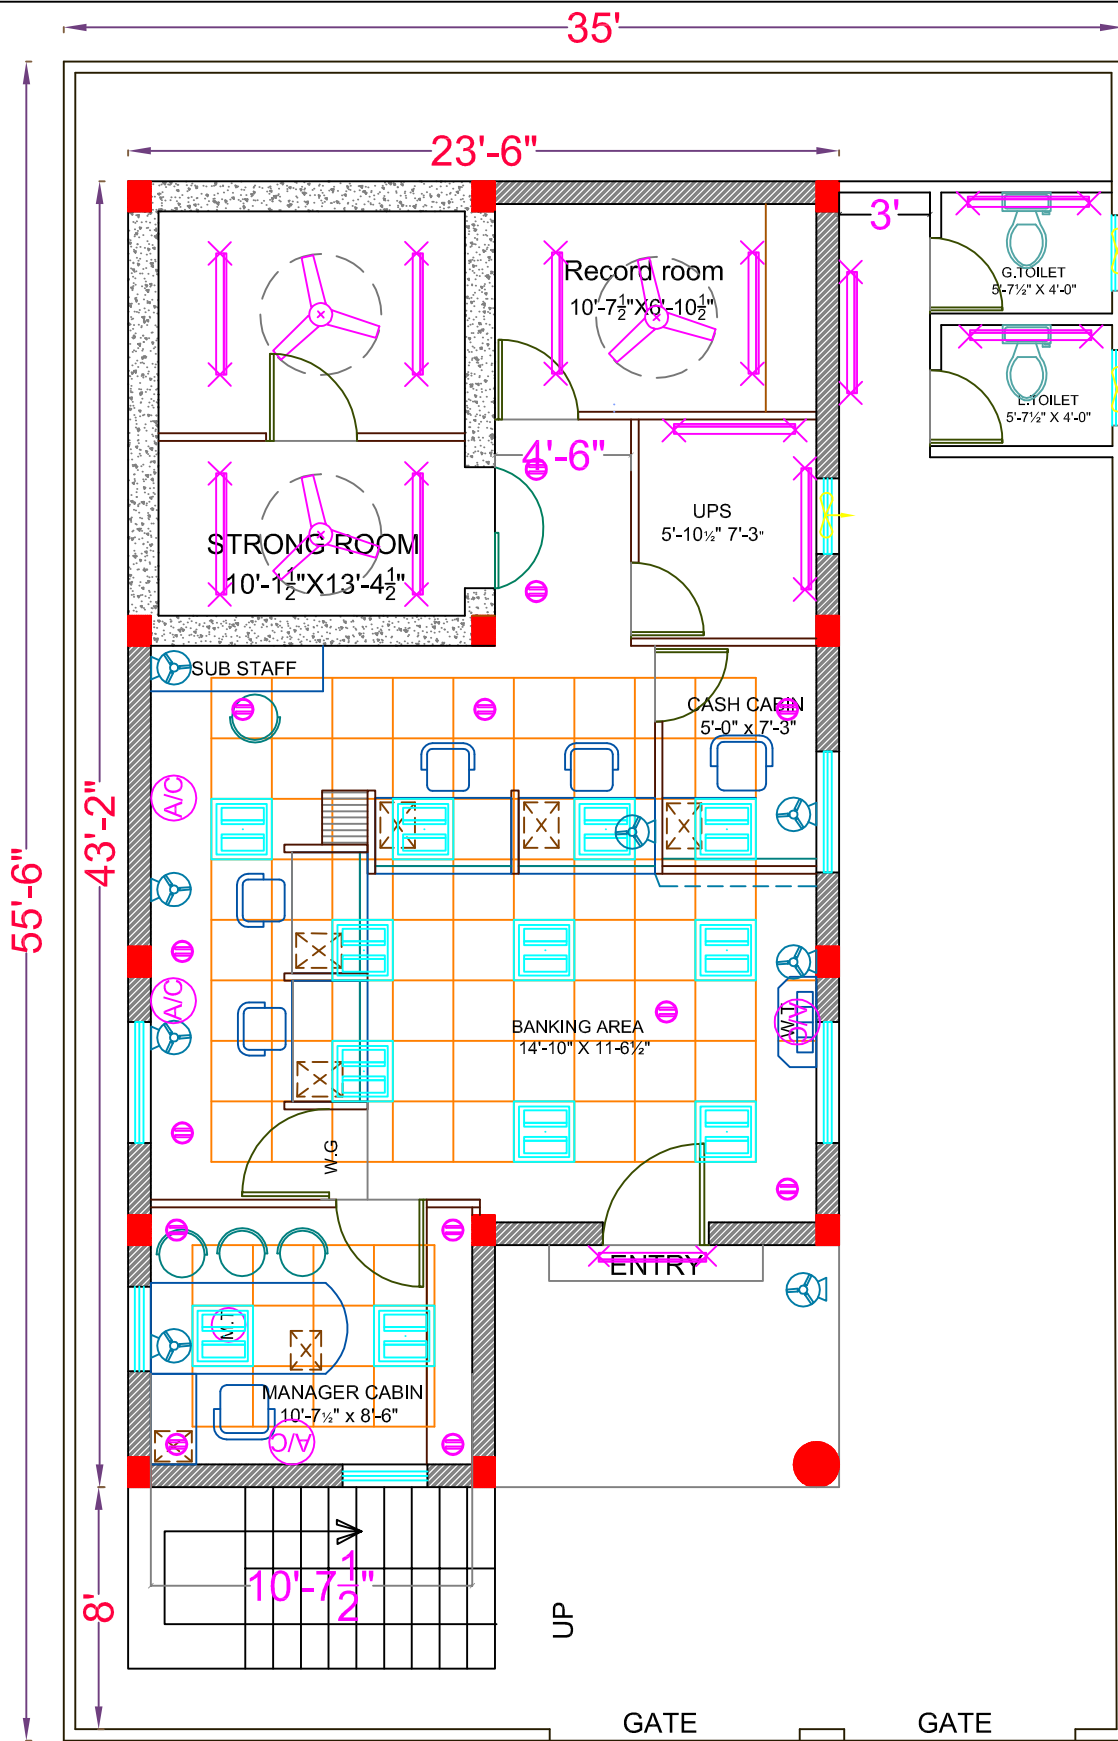 35'
23'-6"
3'
G.TOILET
5'-7½" X 4'-0"
Record room
10'-7½"X6'-10½"
L.TOILET
5'-7½" X 4'-0"
4'-6"
UPS
5'-10½" 7'-3"
STRONG ROOM
10'-1½"X13'-4½"
SUB STAFF
CASH CABIN
5'-0" x 7'-3"
A/C
43'-2"
55'-6"
A/C
W.T
A/C
BANKING AREA
14'-10" X 11-6½"
W.G
ENTRY
M.T
MANAGER CABIN
10'-7½" x 8'-6"
A/C
10'-7½"
8'
UP
GATE
GATE